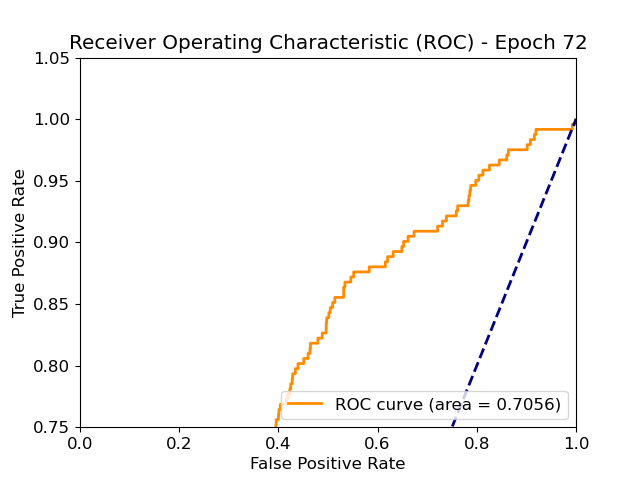 Receiver Operating Characteristic (ROC) - Epoch 72
1.05
1.00
0.95
0.90
0.85
0.80
0.75
True Positive Rate
ROC curve (area = 0.7056)
0.0 0.2 0.4 0.6 0.8 1.0
False Positive Rate